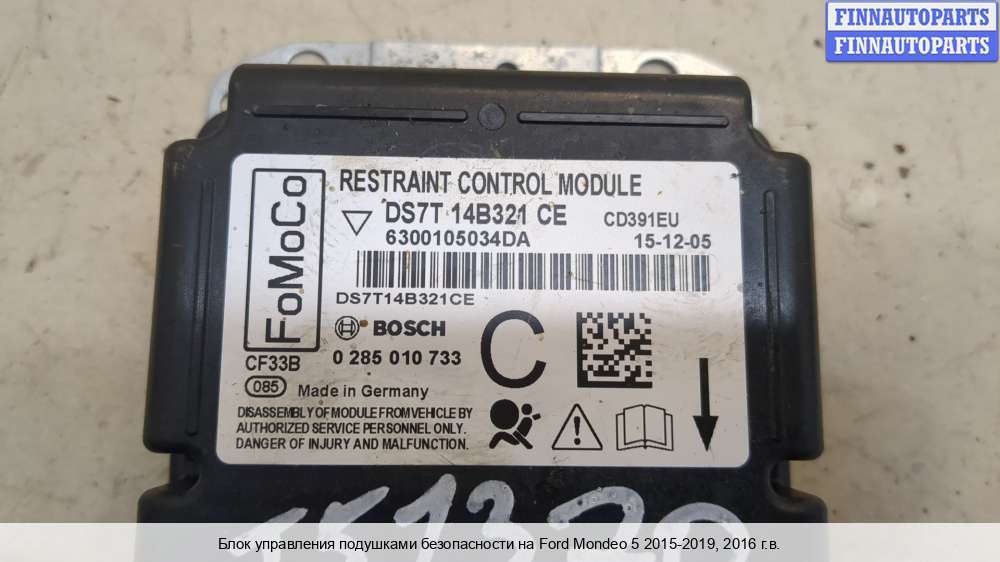 FINNAUTOPARTS
FINNAUTOPARTS
FoMoCo
RESTRAINT CONTROL MODULE
DS7T 14B321 CE CD391EU
6300105034DA 15-12-05
DS7T14B321CE
BOSCH
C
0 285 010 733
CF33B
085 Made in Germany
DISASSEMBLY OF MODULE FROM VEHICLE BY
AUTHORIZED SERVICE PERSONNEL ONLY.
DANGER OF INJURY AND MALFUNCTION.
Блок управления подушками безопасности на Ford Mondeo 5 2015-2019, 2016 г.в.